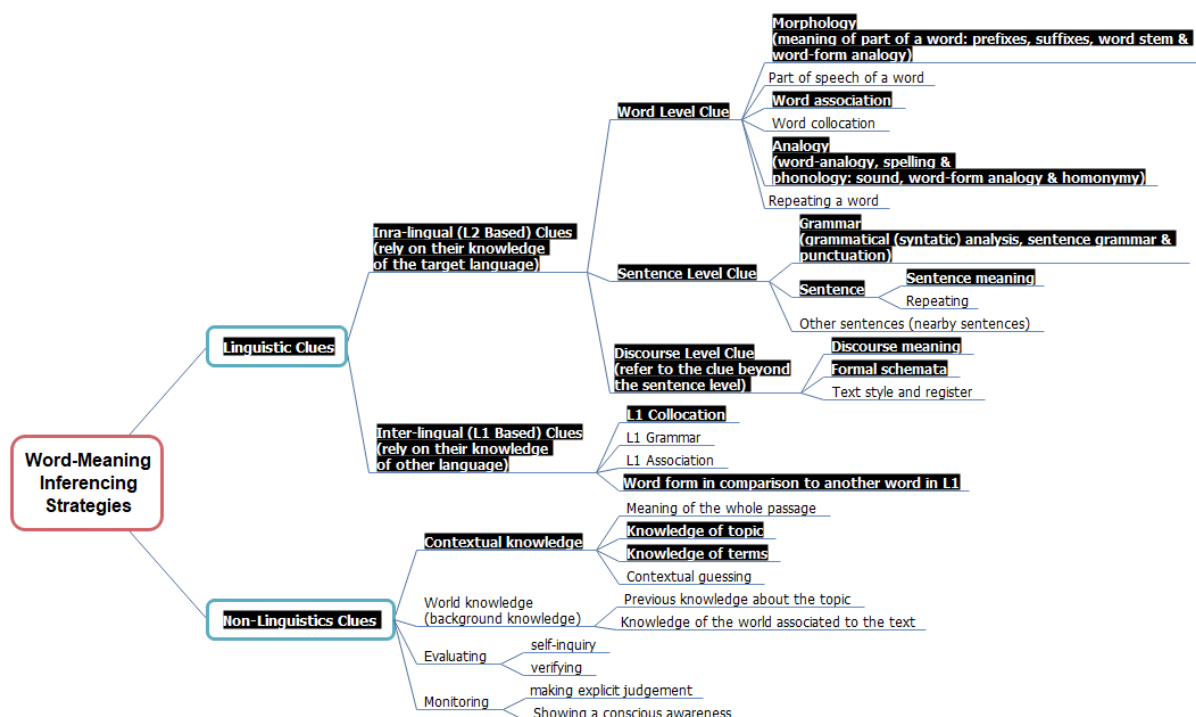 Word-Meaning
Inferencing
Strategies
Linguistic Clues
Inra-lingual (L2 Based) Clues
(rely on their knowledge
of the target language)
Word Level Clue
Morphology
(meaning of part of a word: prefixes, suffixes, word stem &
word-form analogy)
Part of speech of a word
Word association
Word collocation
Analogy
(word-analogy, spelling &
phonology: sound, word-form analogy & homonymy)
Repeating a word
Sentence Level Clue
Grammar
(grammatical (syntatic) analysis, sentence grammar &
punctuation)
Sentence
Sentence meaning
Repeating
Other sentences (nearby sentences)
Discourse Level Clue
(refer to the clue beyond
the sentence level)
Discourse meaning
Formal schemata
Text style and register
Inter-lingual (L1 Based) Clues
(rely on their knowledge
of other language)
L1 Collocation
L1 Grammar
L1 Association
Word form in comparison to another word in L1
Non-Linguistics Clues
Contextual knowledge
Meaning of the whole passage
Knowledge of topic
Knowledge of terms
Contextual guessing
World knowledge
(background knowledge)
Previous knowledge about the topic
Knowledge of the world associated to the text
Evaluating
self-inquiry
verifying
Monitoring
making explicit judgement
Showing a conscious awareness